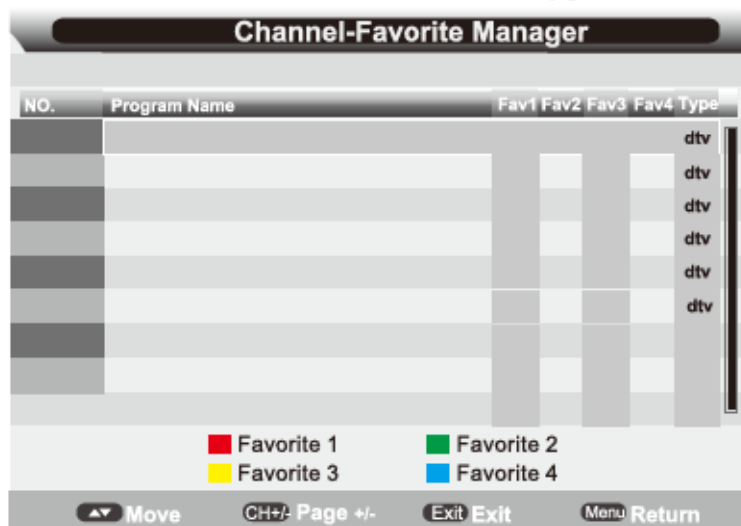 Channel-Favorite Manager
NO. Program Name Fav1 Fav2 Fav3 Fav4 Type
dtv
dtv
dtv
dtv
dtv
dtv
Favorite 1 Favorite 2
Favorite 3 Favorite 4
▲▼ Move CH+/- Page +/- Exit Exit Menu Return